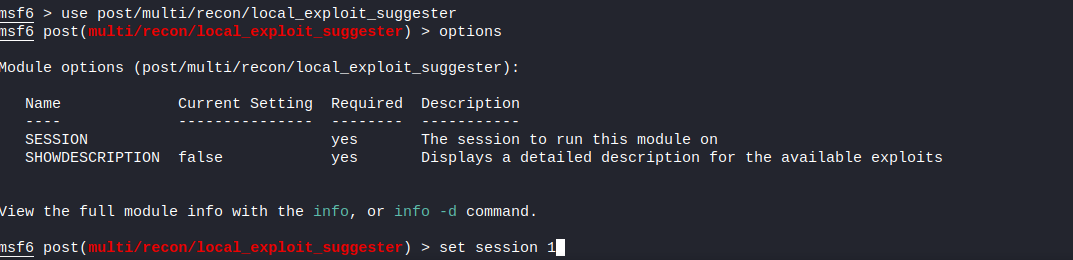 msf6 > use post/multi/recon/local_exploit_suggester
msf6 post(multi/recon/local_exploit_suggester) > options
Module options (post/multi/recon/local_exploit_suggester):
Name Current Setting Required Description
---- --------------- -------- -----------
SESSION yes The session to run this module on
SHOWDESCRIPTION false yes Displays a detailed description for the available exploits
View the full module info with the info, or info -d command.
msf6 post(multi/recon/local_exploit_suggester) > set session 1